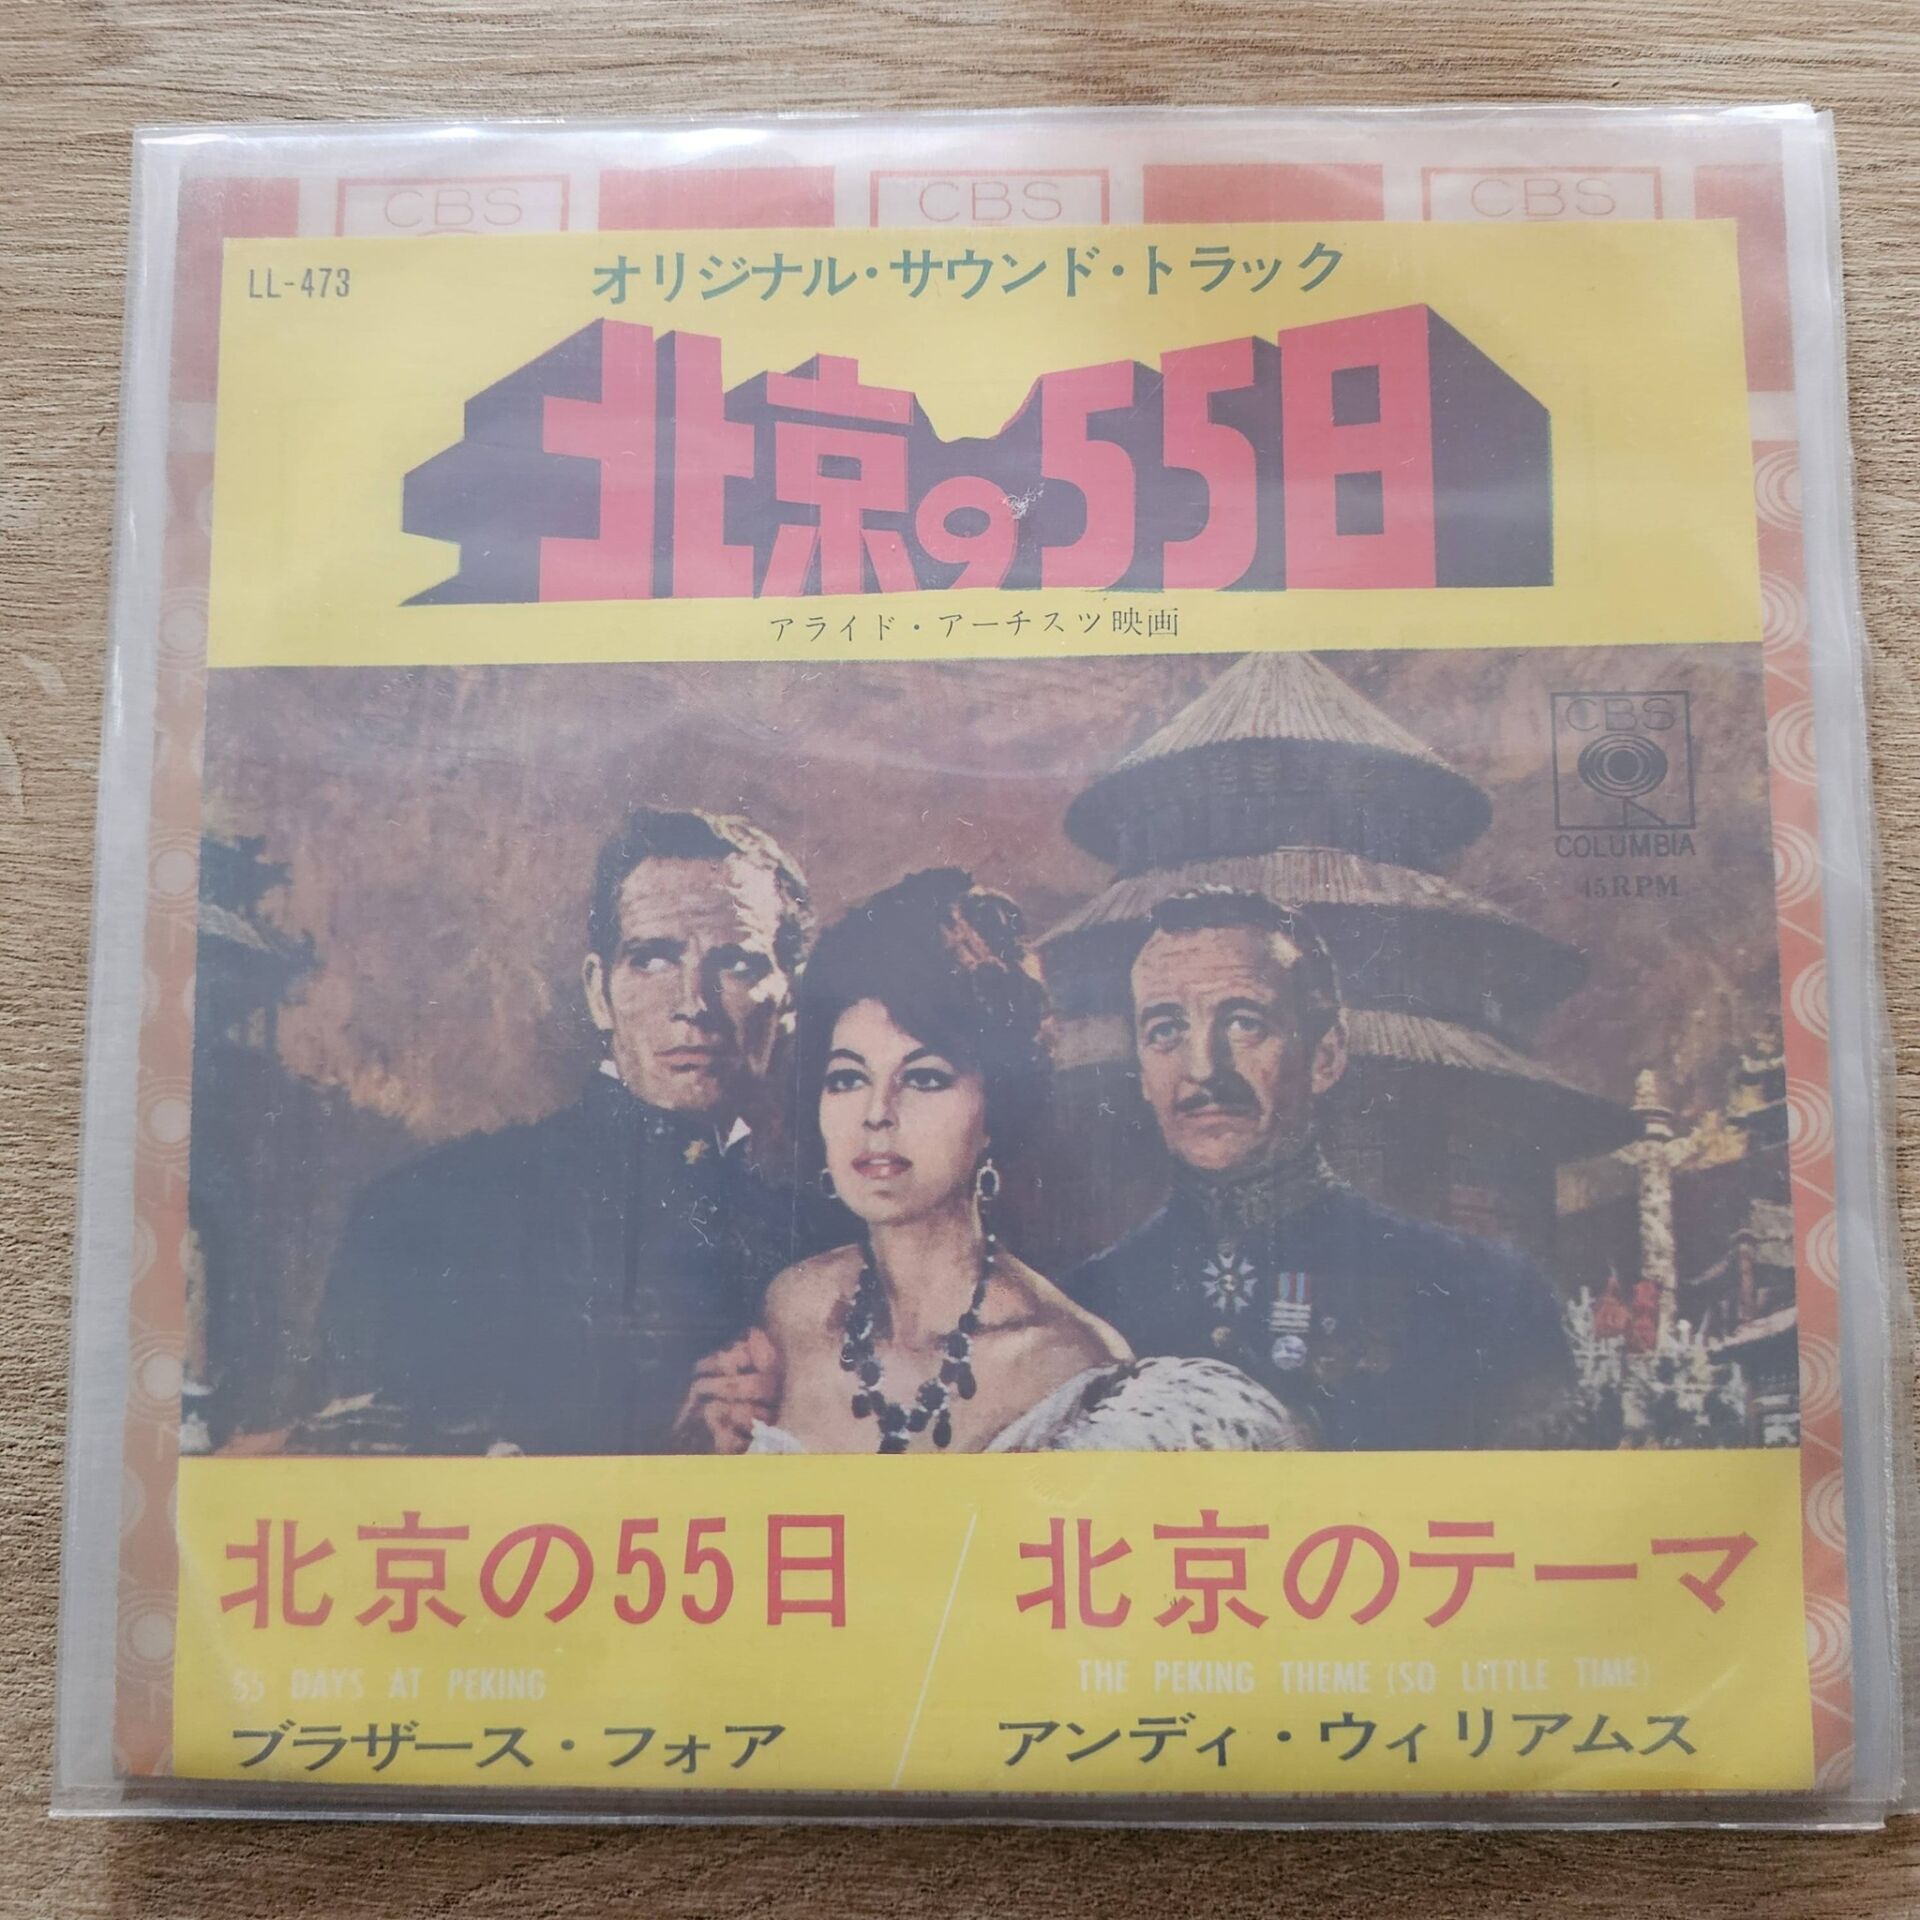 CBS CBS CBS
LL-473
オリジナル・サウンド・トラック
北京の55日
アライド・アーチスツ映画
CBS
COLUMBIA
45RPM
北京の55日 / 北京のテーマ
55 DAYS AT PEKING
THE PEKING THEME (SO LITTLE TIME)
ブラザース・フォア
アンディ・ウィリアムス